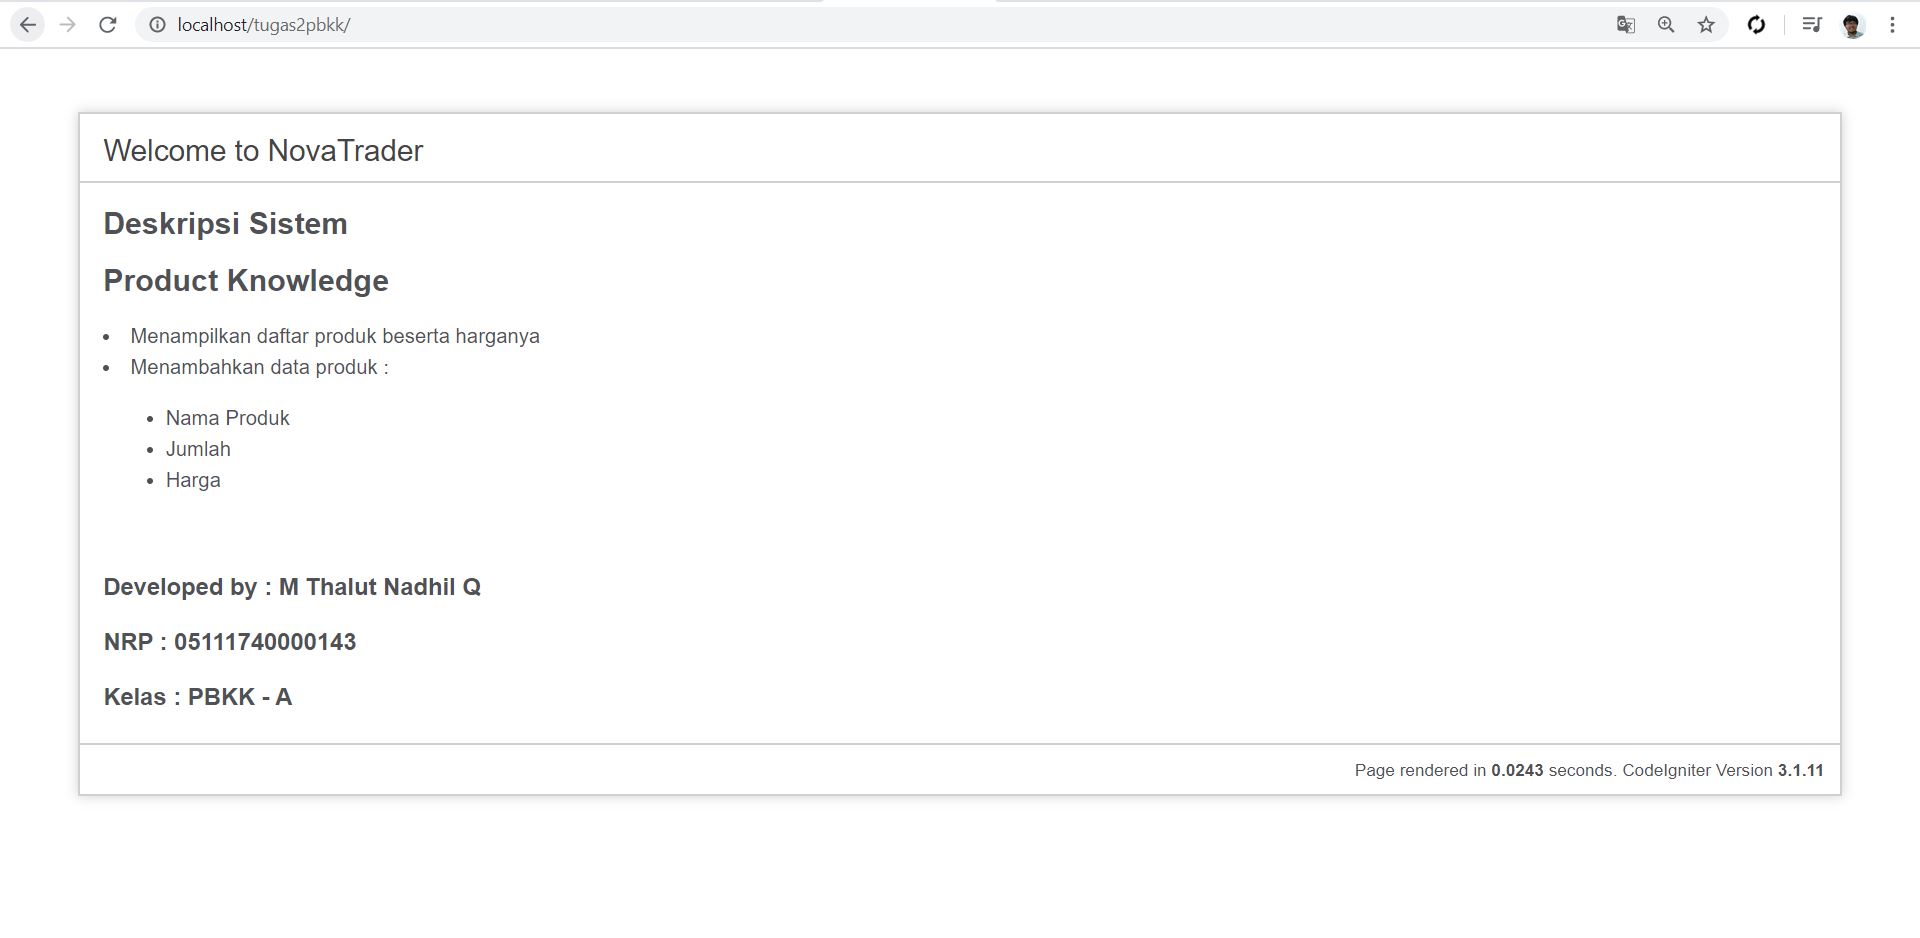 localhost/tugas2pbkk/
Welcome to NovaTrader
Deskripsi Sistem
Product Knowledge
• Menampilkan daftar produk beserta harganya
• Menambahkan data produk :
• Nama Produk
• Jumlah
• Harga
Developed by : M Thalut Nadhil Q
NRP : 05111740000143
Kelas : PBKK - A
Page rendered in 0.0243 seconds. CodeIgniter Version 3.1.11